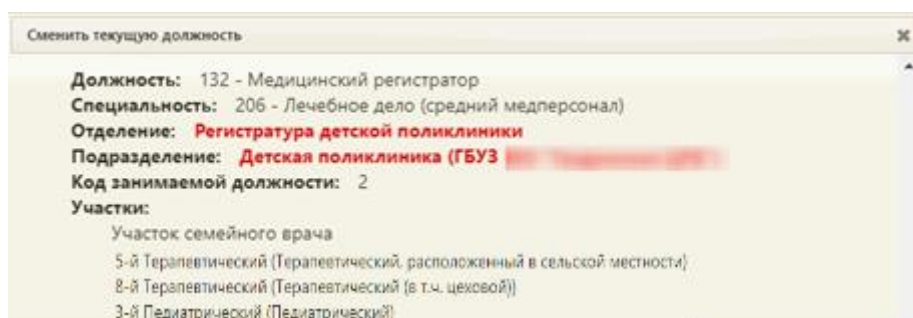 Сменить текущую должность
Должность: 132 - Медицинский регистратор
Специальность: 206 - Лечебное дело (средний медперсонал)
Отделение: Регистратура детской поликлиники
Подразделение: Детская поликлиника (ГБУЗ
Код занимаемой должности: 2
Участки:
Участок семейного врача
5-й Терапевтический (Терапевтический, расположенный в сельской местности)
8-й Терапевтический (Терапевтический (в т.ч. цеховой))
3-й Педиатрический (Педиатрический)